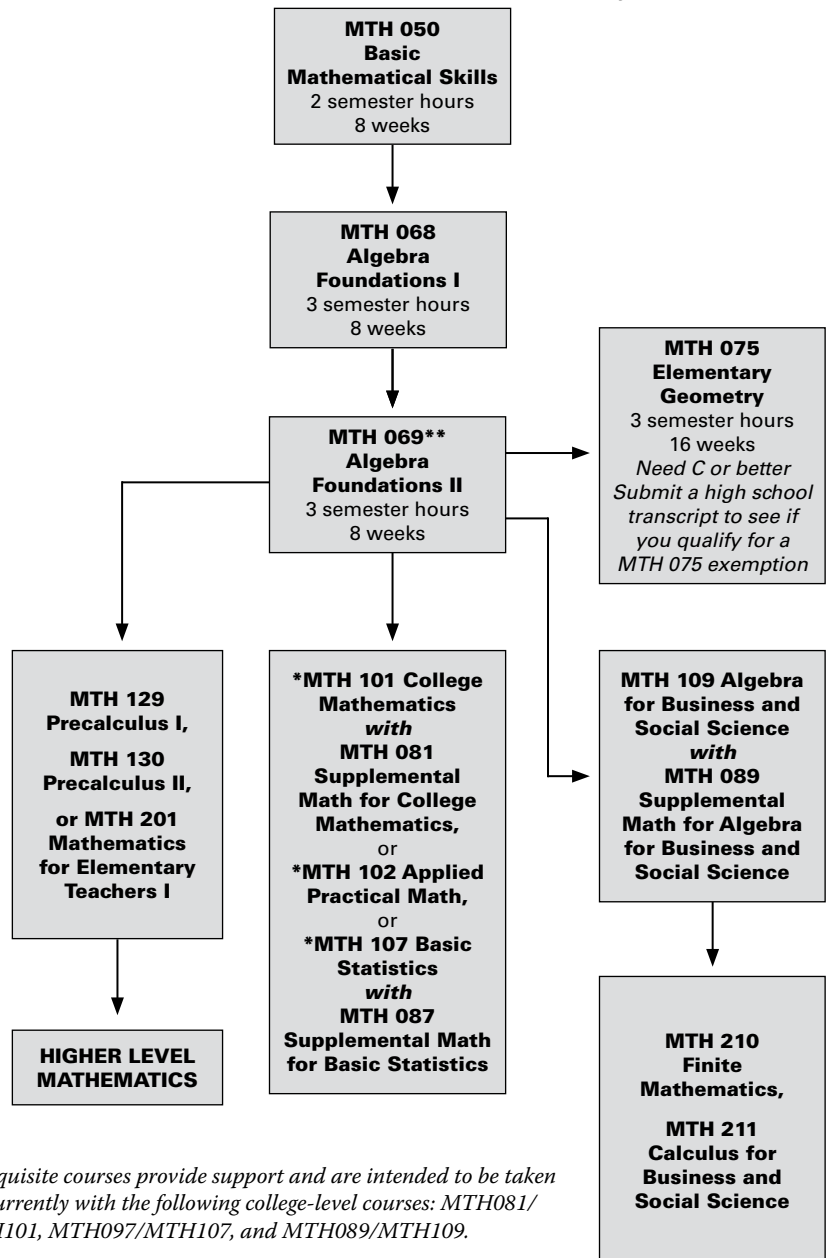 MTH 050
Basic
Mathematical Skills
2 semester hours
8 weeks
MTH 068
Algebra
Foundations I
3 semester hours
8 weeks
MTH 069**
Algebra
Foundations II
3 semester hours
8 weeks
MTH 075
Elementary
Geometry
3 semester hours
16 weeks
Need C or better
Submit a high school
transcript to see if
you qualify for a
MTH 075 exemption
MTH 129
Precalculus I,
MTH 130
Precalculus II,
or MTH 201
Mathematics
for Elementary
Teachers I
*MTH 101 College
Mathematics
with
MTH 081
Supplemental
Math for College
Mathematics,
or
*MTH 102 Applied
Practical Math,
or
*MTH 107 Basic
Statistics
with
MTH 087
Supplemental Math
for Basic Statistics
MTH 109 Algebra
for Business and
Social Science
with
MTH 089
Supplemental
Math for Algebra
for Business and
Social Science
HIGHER LEVEL
MATHEMATICS
MTH 210
Finite
Mathematics,
MTH 211
Calculus for
Business and
Social Science
quisite courses provide support and are intended to be taken
urrently with the following college-level courses: MTH081/
H101, MTH097/MTH107, and MTH089/MTH109.